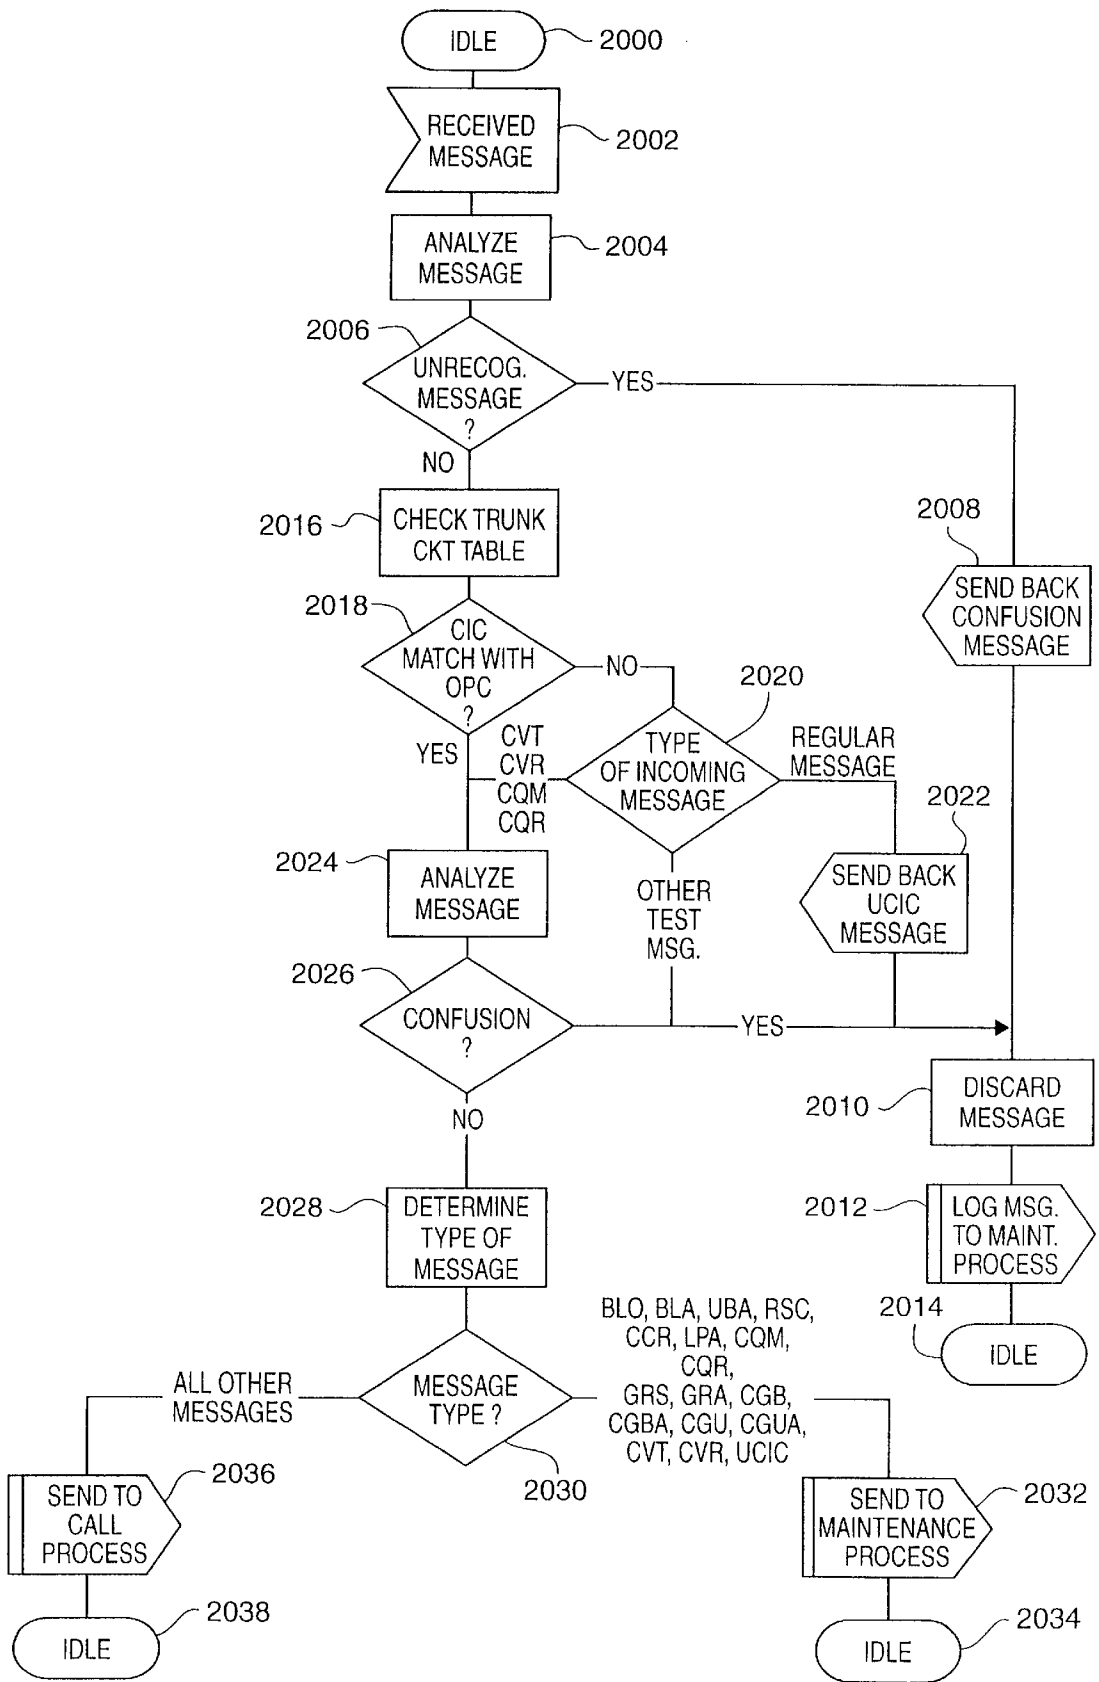 IDLE
2000
RECEIVED
MESSAGE
2002
ANALYZE
MESSAGE
2004
2006
UNRECOG.
MESSAGE
?
YES
NO
2016
CHECK TRUNK
CKT TABLE
2008
SEND BACK
CONFUSION
MESSAGE
2018
CIC
MATCH WITH
OPC
?
NO
2020
YES
CVT
CVR
CQM
CQR
TYPE
OF INCOMING
MESSAGE
REGULAR
MESSAGE
2022
2024
ANALYZE
MESSAGE
OTHER
TEST
MSG.
SEND BACK
UCIC
MESSAGE
2026
CONFUSION
?
YES
NO
2010
DISCARD
MESSAGE
2028
DETERMINE
TYPE OF
MESSAGE
2012
LOG MSG.
TO MAINT.
PROCESS
2014
IDLE
MESSAGE
TYPE ?
2030
ALL OTHER
MESSAGES
BLO, BLA, UBA, RSC,
CCR, LPA, CQM,
CQR,
GRS, GRA, CGB,
CGBA, CGU, CGUA,
CVT, CVR, UCIC
2036
SEND TO
CALL
PROCESS
2032
SEND TO
MAINTENANCE
PROCESS
2038
IDLE
2034
IDLE